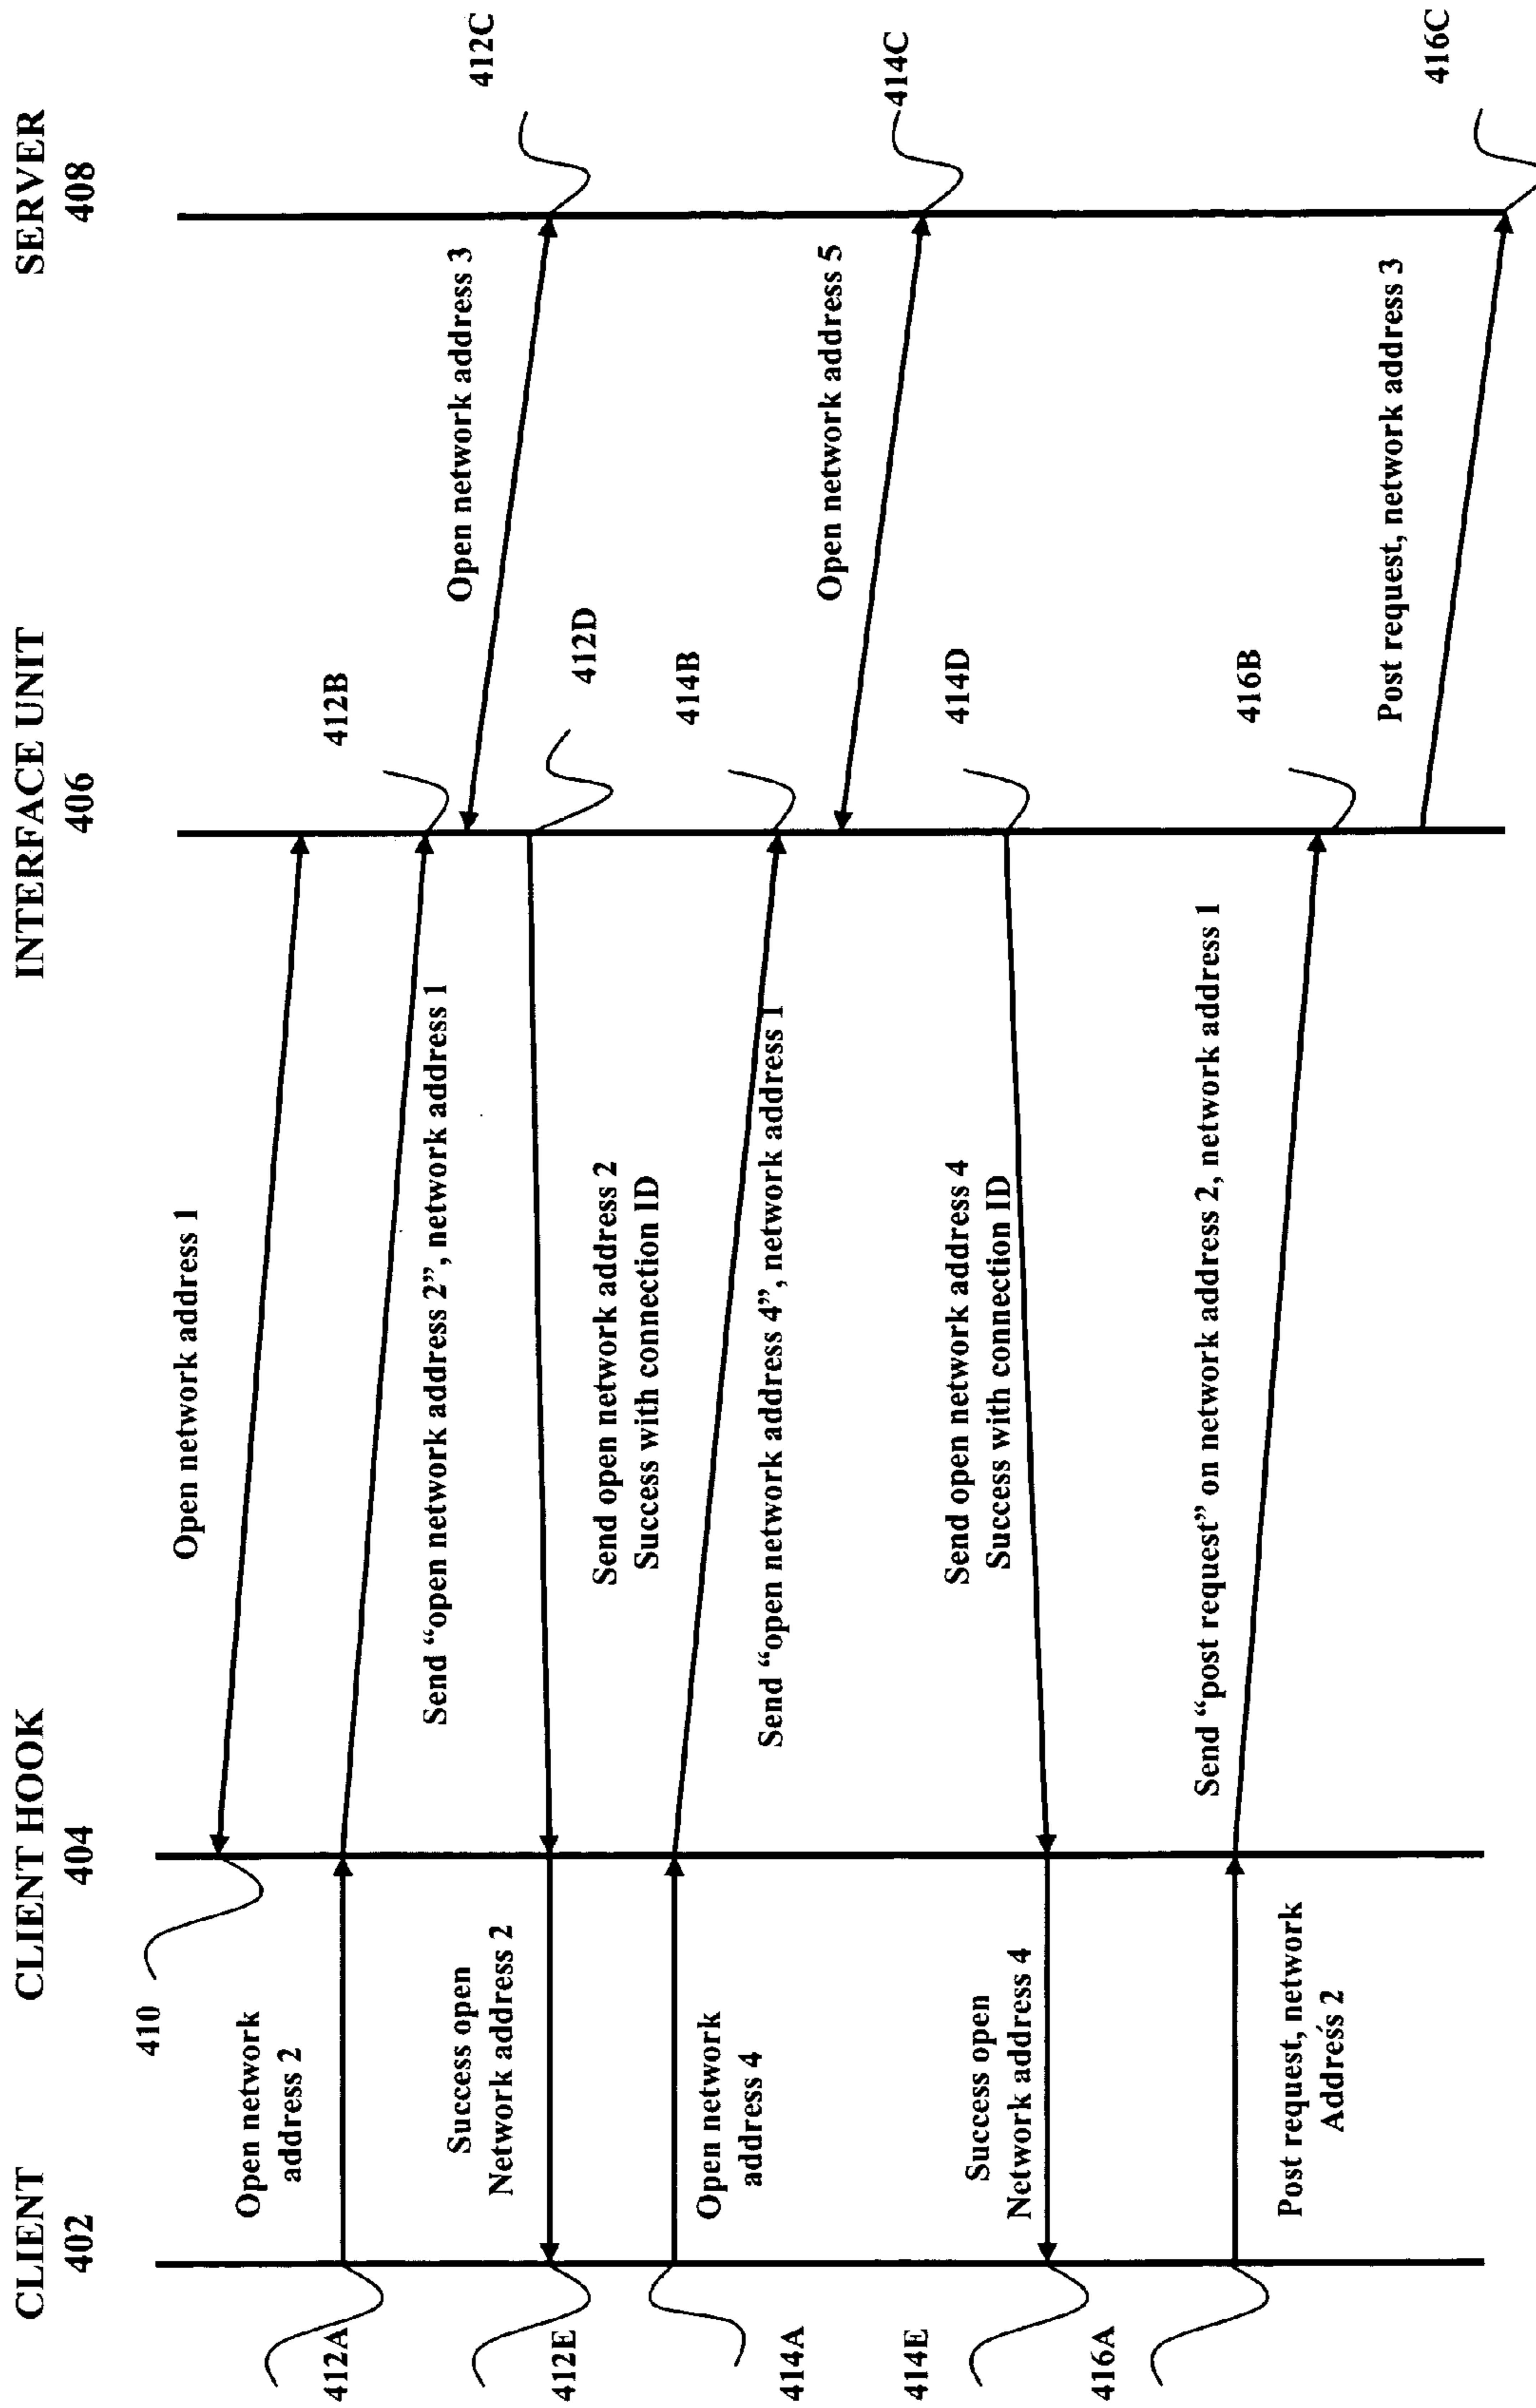 CLIENT
402
CLIENT HOOK
404
INTERFACE UNIT
406
SERVER
408
410
Open network address 1
412A
Open network
address 2
Send “open network address 2”, network address 1
412B
Open network address 3
412C
412D
Send open network address 2
Success with connection ID
Success open
Network address 2
412E
414A
Open network
address 4
Send “open network address 4”, network address 1
414B
Open network address 5
414C
414D
Send open network address 4
Success with connection ID
Success open
Network address 4
414E
416A
Post request, network
Address 2
Send “post request” on network address 2, network address 1
416B
Post request, network address 3
416C